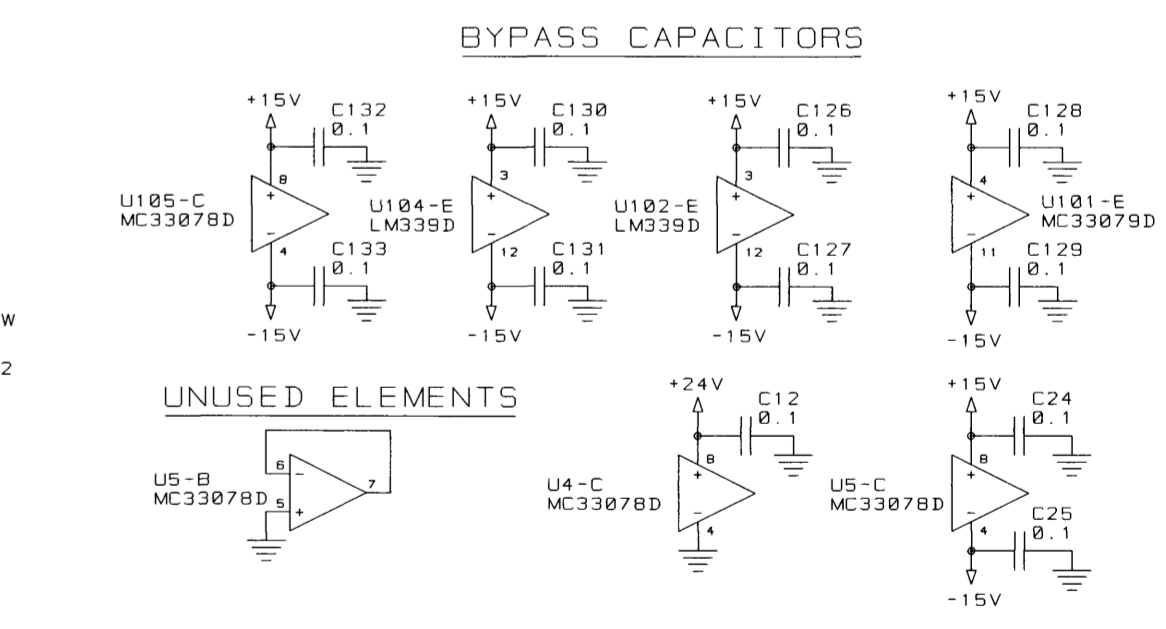 BYPASS CAPACITORS
+15V
C132
0.1
8
+
U105-C
MC33078D
−
4
C133
0.1
-15V
+15V
C130
0.1
3
+
U104-E
LM339D
−
12
C131
0.1
-15V
+15V
C126
0.1
3
+
U102-E
LM339D
−
12
C127
0.1
-15V
+15V
C128
0.1
4
+
U101-E
MC33079D
−
11
C129
0.1
-15V
W
2
UNUSED ELEMENTS
6
−
U5-B
MC33078D
7
5
+
+24V
C12
0.1
8
+
U4-C
MC33078D
−
4
+15V
C24
0.1
8
+
U5-C
MC33078D
−
4
C25
0.1
-15V